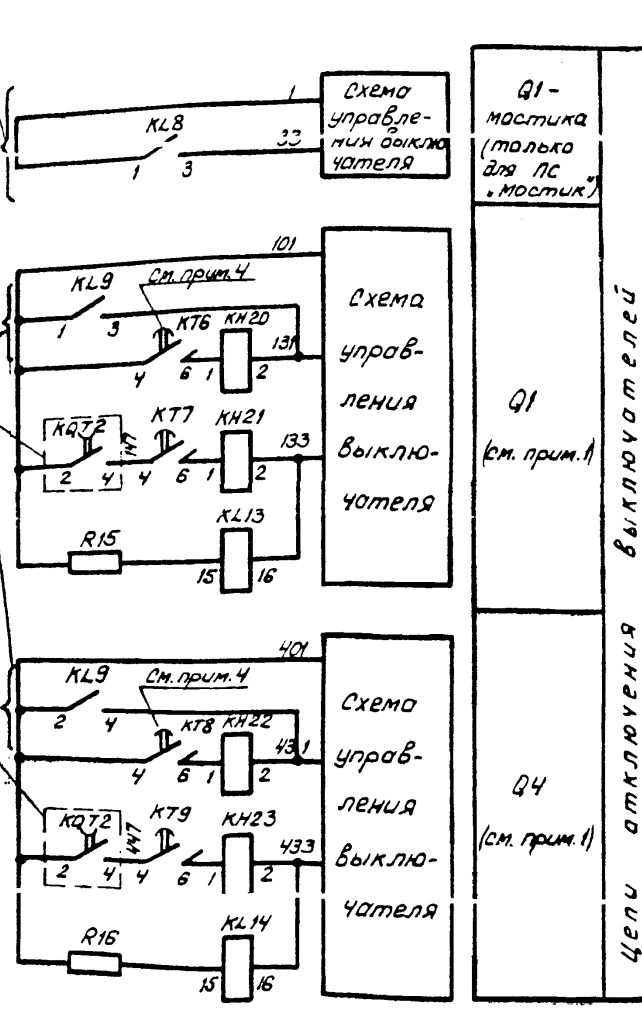 1
KL8
33
1 3
Схема
управле-
ния выклю
чателя
Q1-
мостика
(только
для ПС
„мостик")
101
KL9
См. прим. 4
1 3
KT6
KH20
131
4 6 1 2
KQT2
147
KT7
KH21
133
2 4 4 6 1 2
R15
KL13
15 16
Схема
управ-
ления
выклю-
чателя
Q1
(см. прим. 1)
401
KL9
См. прим. 4
2 4
KT8
KH22
431
4 6 1 2
KQT2
447
KT9
KH23
433
2 4 4 6 1 2
R16
KL14
15 16
Схема
управ-
ления
выклю-
чателя
Q4
(см. прим. 1)
Цепи отключения выключателей